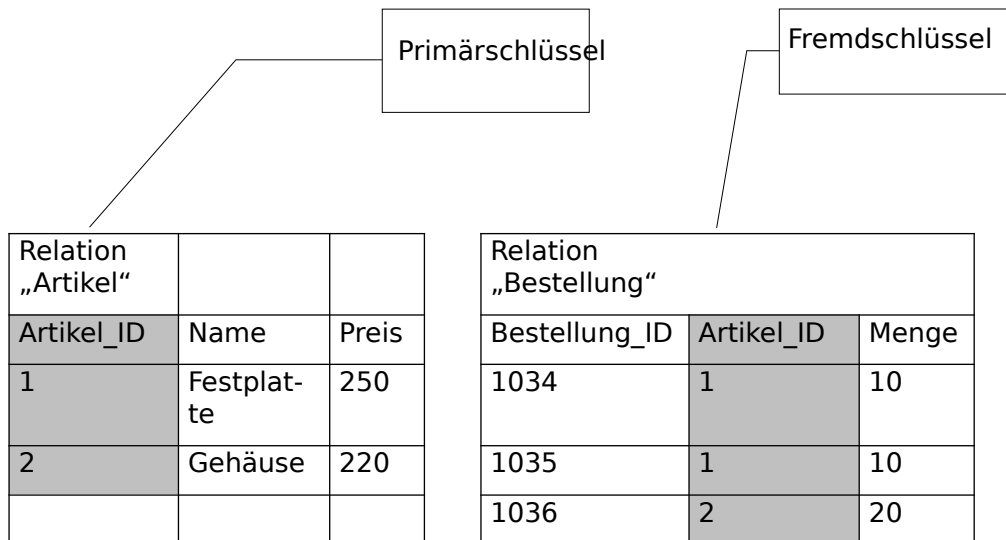 Primärschlüssel
Fremdschlüssel
Relation
„Artikel“
Artikel_ID Name Preis
1 Festplat-
te 250
2 Gehäuse 220
Relation
„Bestellung“
Bestellung_ID Artikel_ID Menge
1034 1 10
1035 1 10
1036 2 20